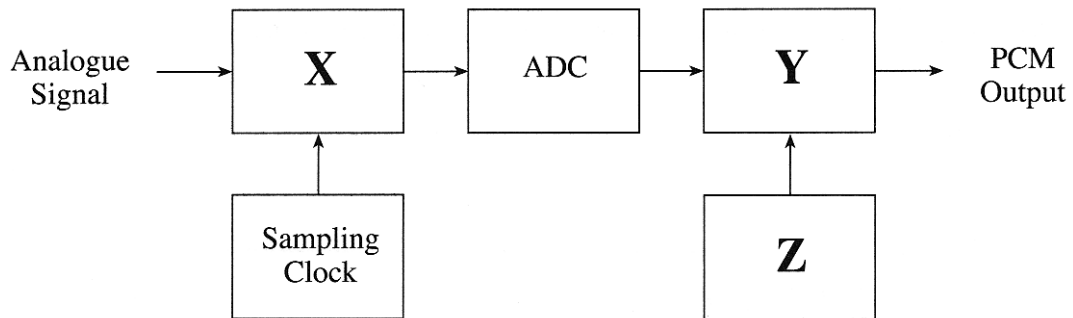 Analogue
Signal
X
ADC
Y
PCM
Output
Sampling
Clock
Z